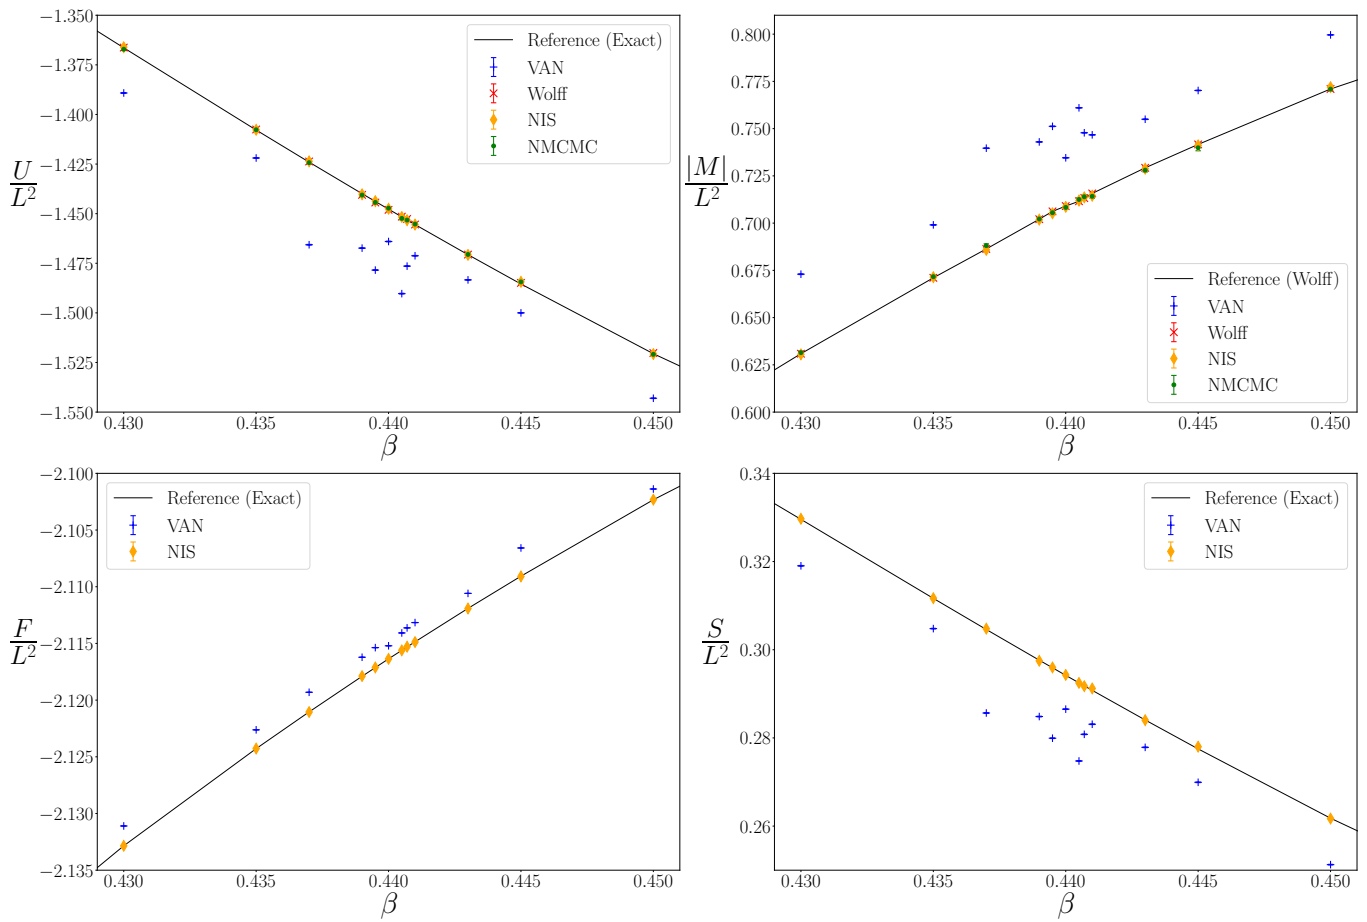 −1.350
−1.375
−1.400
−1.425
−1.450
−1.475
−1.500
−1.525
−1.550
U
L²
0.430
0.435
0.440
0.445
0.450
β
Reference (Exact)
VAN
Wolff
NIS
NMCMC
0.800
0.775
0.750
0.725
0.700
0.675
0.650
0.625
0.600
|M|
L²
0.430
0.435
0.440
0.445
0.450
β
Reference (Wolff)
VAN
Wolff
NIS
NMCMC
−2.100
−2.105
−2.110
−2.115
−2.120
−2.125
−2.130
−2.135
F
L²
0.430
0.435
0.440
0.445
0.450
β
Reference (Exact)
VAN
NIS
0.34
0.32
0.30
0.28
0.26
S
L²
0.430
0.435
0.440
0.445
0.450
β
Reference (Exact)
VAN
NIS